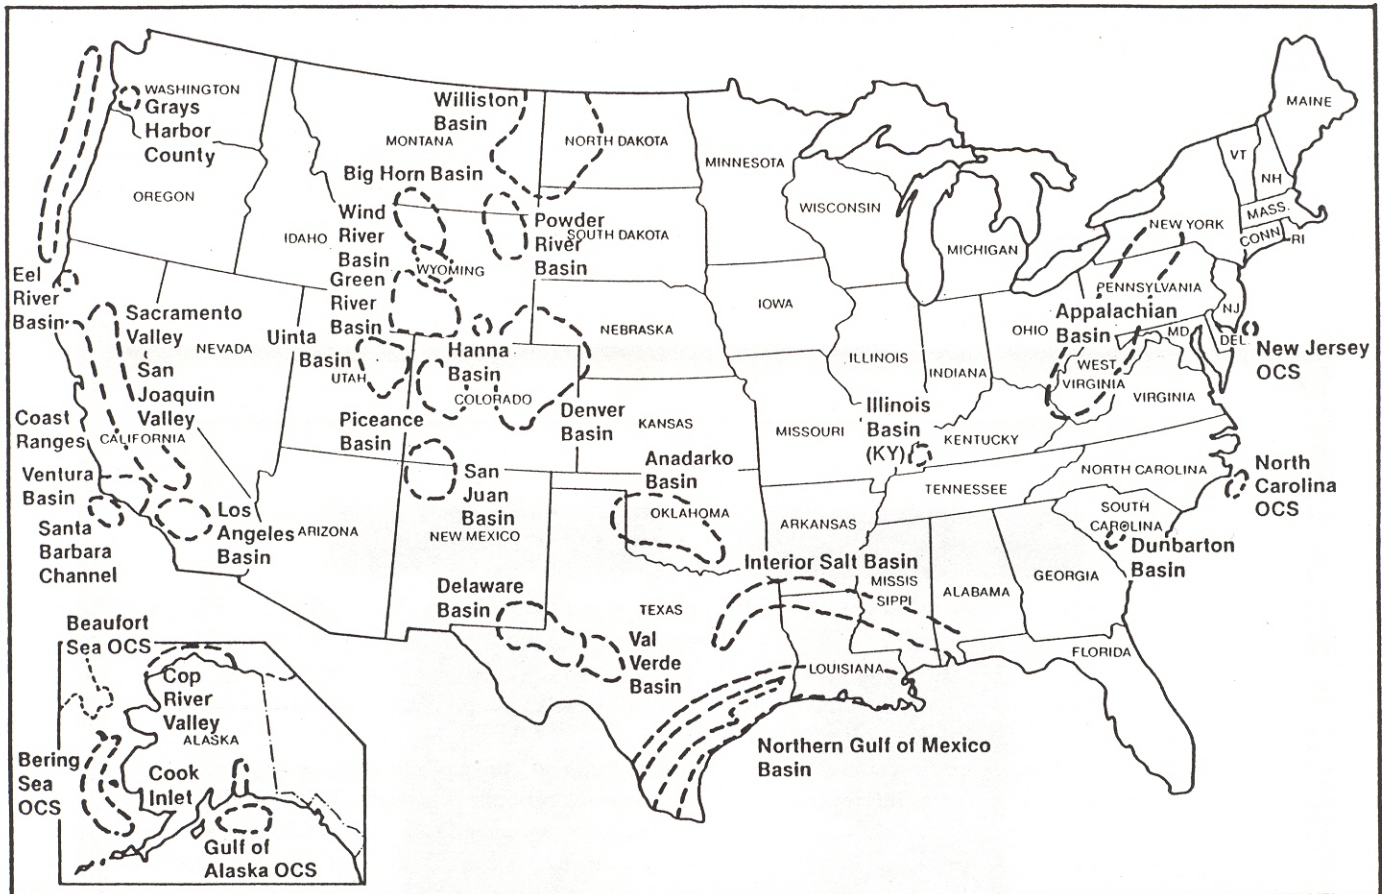 WASHINGTON
Grays
Harbor
County
OREGON
MONTANA
Williston
Basin
NORTH DAKOTA
MINNESOTA
WISCONSIN
MICHIGAN
MAINE
VT
NH
MASS.
NEW YORK
CONN
RI
IDAHO
Big Horn Basin
Wind
River
Basin
WYOMING
Powder
River
Basin
SOUTH DAKOTA
Green
River
Basin
Eel
River
Basin
Sacramento
Valley
San
Joaquin
Valley
NEVADA
Uinta
Basin
UTAH
Hanna
Basin
COLORADO
NEBRASKA
IOWA
ILLINOIS
INDIANA
OHIO
PENNSYLVANIA
Appalachian
Basin
NJ
MD
DEL.
New Jersey
OCS
WEST
VIRGINIA
VIRGINIA
Piceance
Basin
Denver
Basin
KANSAS
MISSOURI
Illinois
Basin
(KY)
KENTUCKY
Coast
Ranges
CALIFORNIA
Ventura
Basin
Santa
Barbara
Channel
Los
Angeles
Basin
ARIZONA
San
Juan
Basin
NEW MEXICO
Anadarko
Basin
OKLAHOMA
ARKANSAS
TENNESSEE
NORTH CAROLINA
North
Carolina
OCS
SOUTH
CAROLINA
Dunbarton
Basin
GEORGIA
Interior Salt Basin
MISSIS
SIPPI
ALABAMA
Delaware
Basin
TEXAS
Val
Verde
Basin
LOUISIANA
FLORIDA
Northern Gulf of Mexico
Basin
Beaufort
Sea OCS
Cop
River
Valley
ALASKA
Bering
Sea
OCS
Cook
Inlet
Gulf of
Alaska OCS